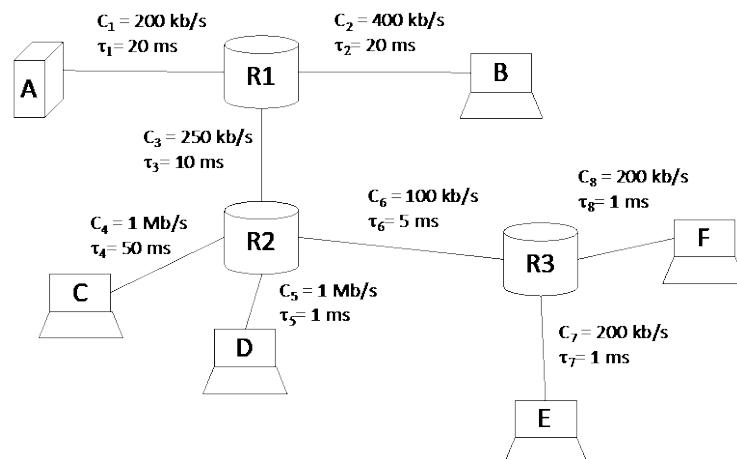 C₁ = 200 kb/s
τ₁= 20 ms
C₂ = 400 kb/s
τ₂= 20 ms
A
R1
B
C₃ = 250 kb/s
τ₃= 10 ms
C₆ = 100 kb/s
τ₆= 5 ms
C₈ = 200 kb/s
τ₈= 1 ms
C₄ = 1 Mb/s
τ₄= 50 ms
R2
R3
F
C
C₅ = 1 Mb/s
τ₅= 1 ms
D
C₇ = 200 kb/s
τ₇= 1 ms
E